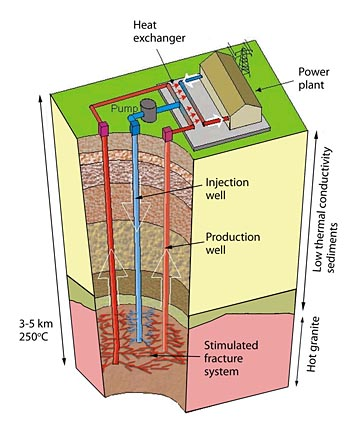 Heat
exchanger
Power
plant
Pump
Injection
well
Production
well
Low thermal conductivity
sediments
3-5 km
250ºC
Stimulated
fracture
system
Hot granite